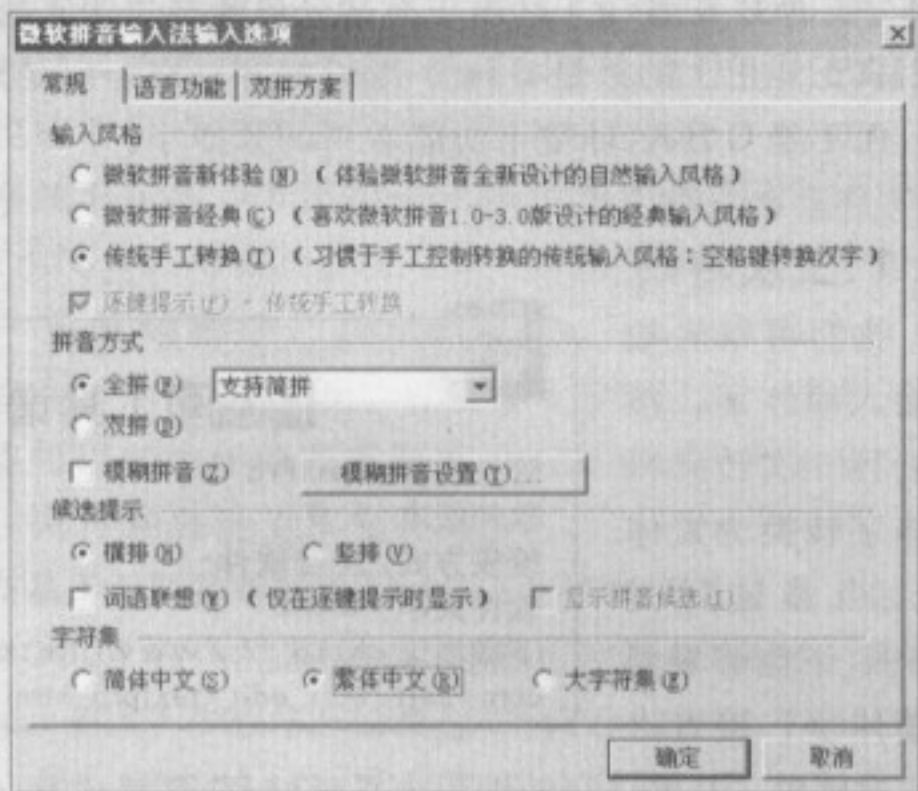 微软拼音输入法输入选项
常规 语言功能 双拼方案
输入风格
微软拼音新体验(N)(体验微软拼音全新设计的自然输入风格)
微软拼音经典(C)(喜欢微软拼音1.0-3.0版设计的经典输入风格)
传统手工转换(T)(习惯于手工控制转换的传统输入风格：空格键转换汉字)
逐键提示(F) - 传统手工转换
拼音方式
全拼 支持简拼
双拼(D)
模糊拼音(Z) 模糊拼音设置(Y)...
候选提示
横排(H) 竖排(V)
词语联想(W)(仅在逐键提示时显示) 显示拼音候选
字符集
简体中文(S) 繁体中文(R) 大字符集(E)
确定 取消